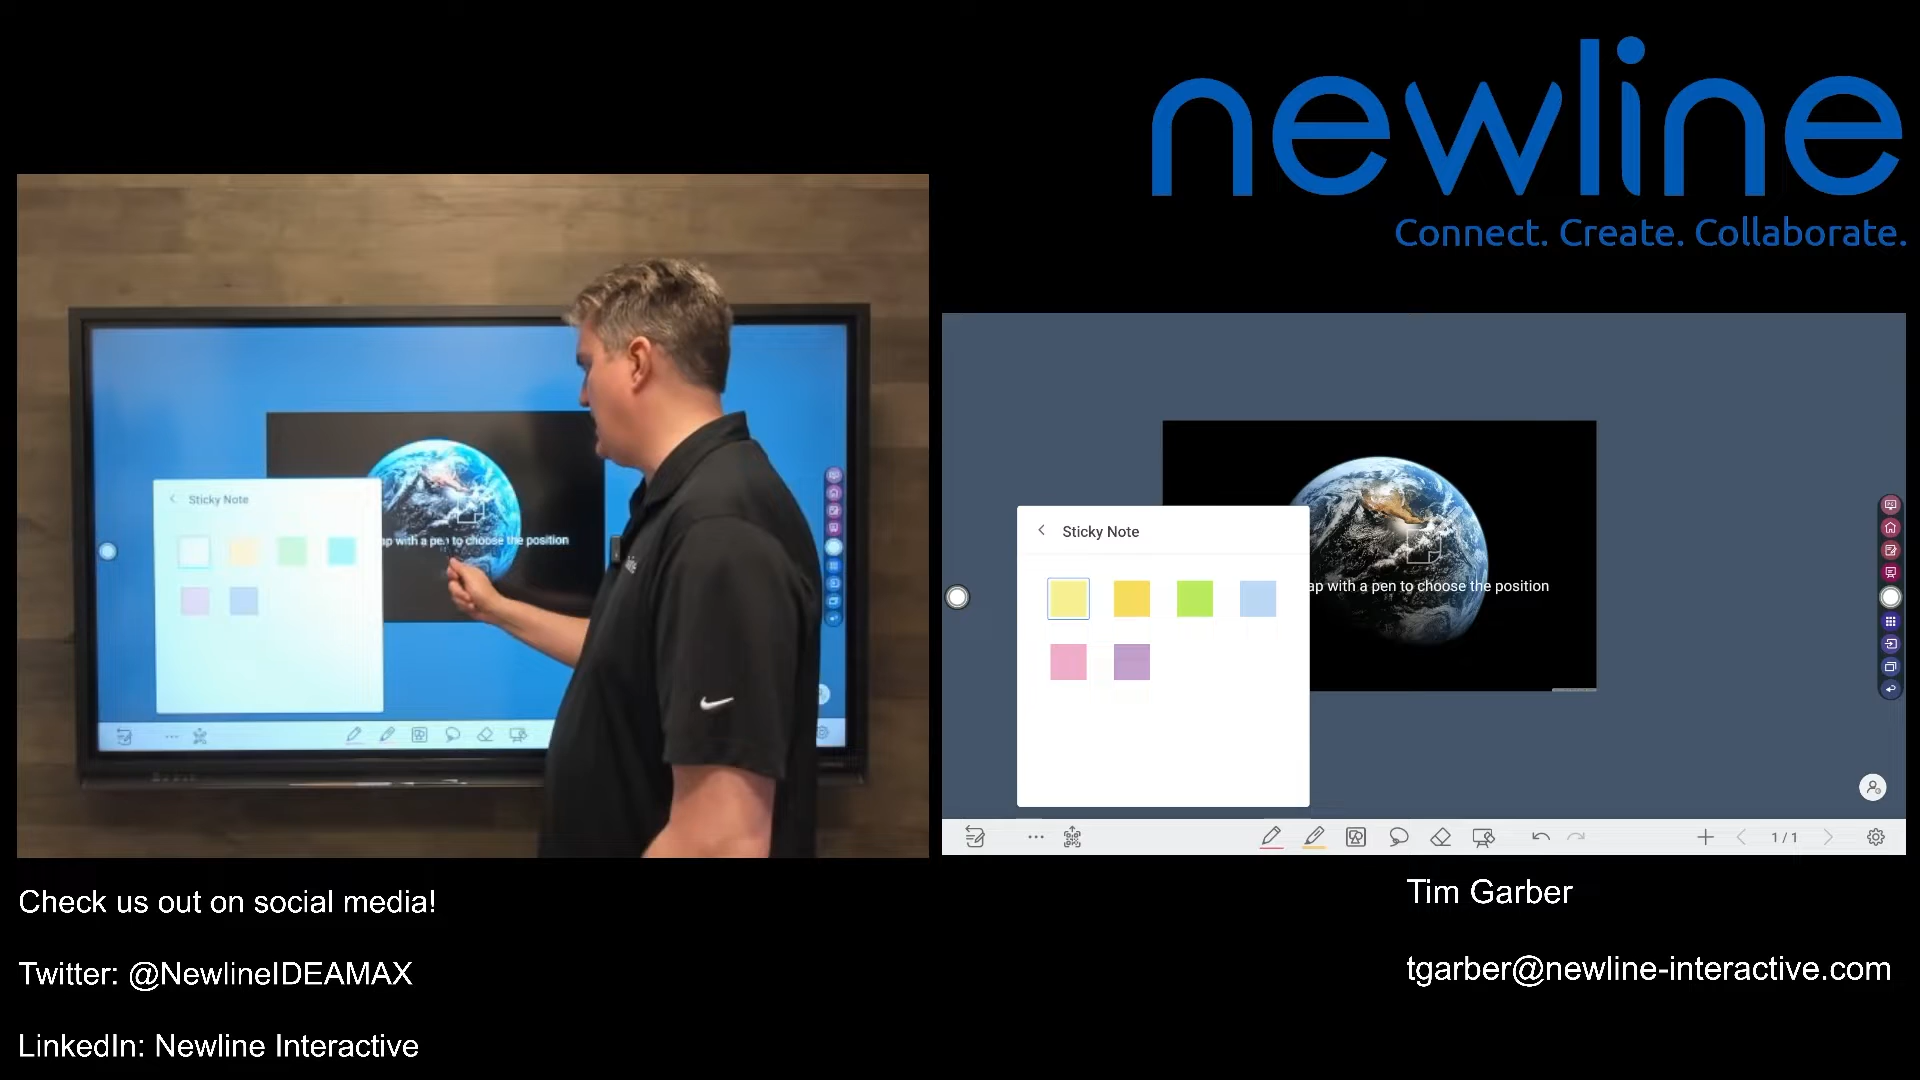 newline
Connect. Create. Collaborate.
Sticky Note
ap with a pen to choose the position
Sticky Note
ap with a pen to choose the position
1 / 1
Check us out on social media!
Twitter: @NewlineIDEAMAX
LinkedIn: Newline Interactive
Tim Garber
tgarber@newline-interactive.com